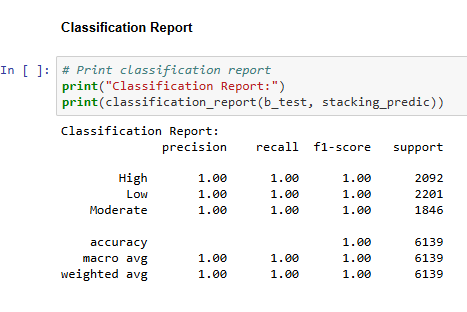 Classification Report
In [ ]: # Print classification report
print("Classification Report:")
print(classification_report(b_test, stacking_predic))
Classification Report:
precision recall f1-score support
High 1.00 1.00 1.00 2092
Low 1.00 1.00 1.00 2201
Moderate 1.00 1.00 1.00 1846
accuracy 1.00 6139
macro avg 1.00 1.00 1.00 6139
weighted avg 1.00 1.00 1.00 6139